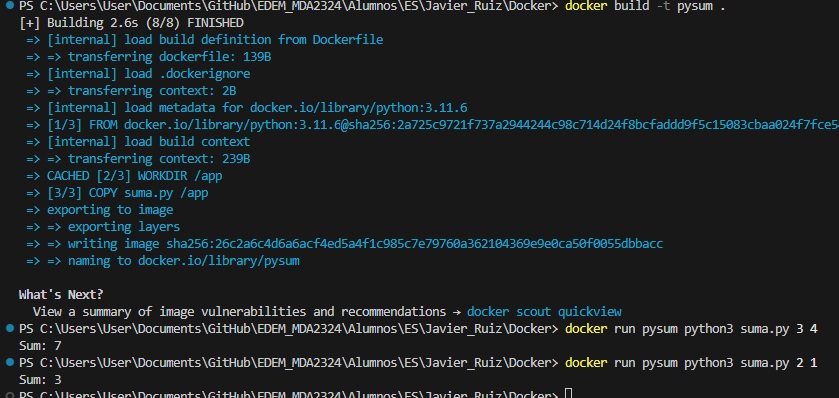 PS C:\Users\User\Documents\GitHub\EDEM_MDA2324\Alumnos\ES\Javier_Ruiz\Docker> docker build -t pysum .
[+] Building 2.6s (8/8) FINISHED
=> [internal] load build definition from Dockerfile
=> => transferring dockerfile: 139B
=> [internal] load .dockerignore
=> => transferring context: 2B
=> [internal] load metadata for docker.io/library/python:3.11.6
=> [1/3] FROM docker.io/library/python:3.11.6@sha256:2a725c9721f737a2944244c98c714d24f8bcfaddd9f5c15083cbaa024f7fce5
=> [internal] load build context
=> => transferring context: 239B
=> CACHED [2/3] WORKDIR /app
=> [3/3] COPY suma.py /app
=> exporting to image
=> => exporting layers
=> => writing image sha256:26c2a6c4d6a6acf4ed5a4f1c985c7e79760a362104369e9e0ca50f0055dbbacc
=> => naming to docker.io/library/pysum
What's Next?
View a summary of image vulnerabilities and recommendations → docker scout quickview
PS C:\Users\User\Documents\GitHub\EDEM_MDA2324\Alumnos\ES\Javier_Ruiz\Docker> docker run pysum python3 suma.py 3 4
Sum: 7
PS C:\Users\User\Documents\GitHub\EDEM_MDA2324\Alumnos\ES\Javier_Ruiz\Docker> docker run pysum python3 suma.py 2 1
Sum: 3
PS C:\Users\User\Documents\GitHub\EDEM_MDA2324\Alumnos\ES\Javier_Ruiz\Docker>